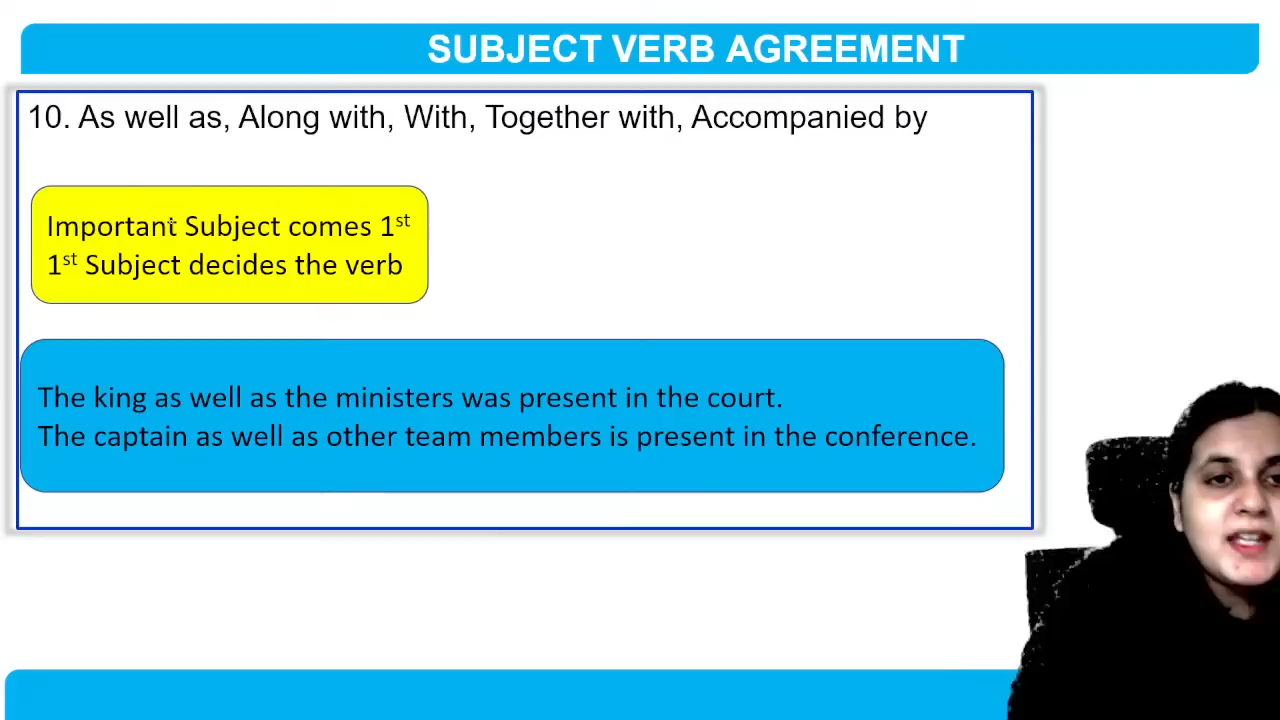 SUBJECT VERB AGREEMENT
10. As well as, Along with, With, Together with, Accompanied by
Important Subject comes 1st
1st Subject decides the verb
The king as well as the ministers was present in the court.
The captain as well as other team members is present in the conference.